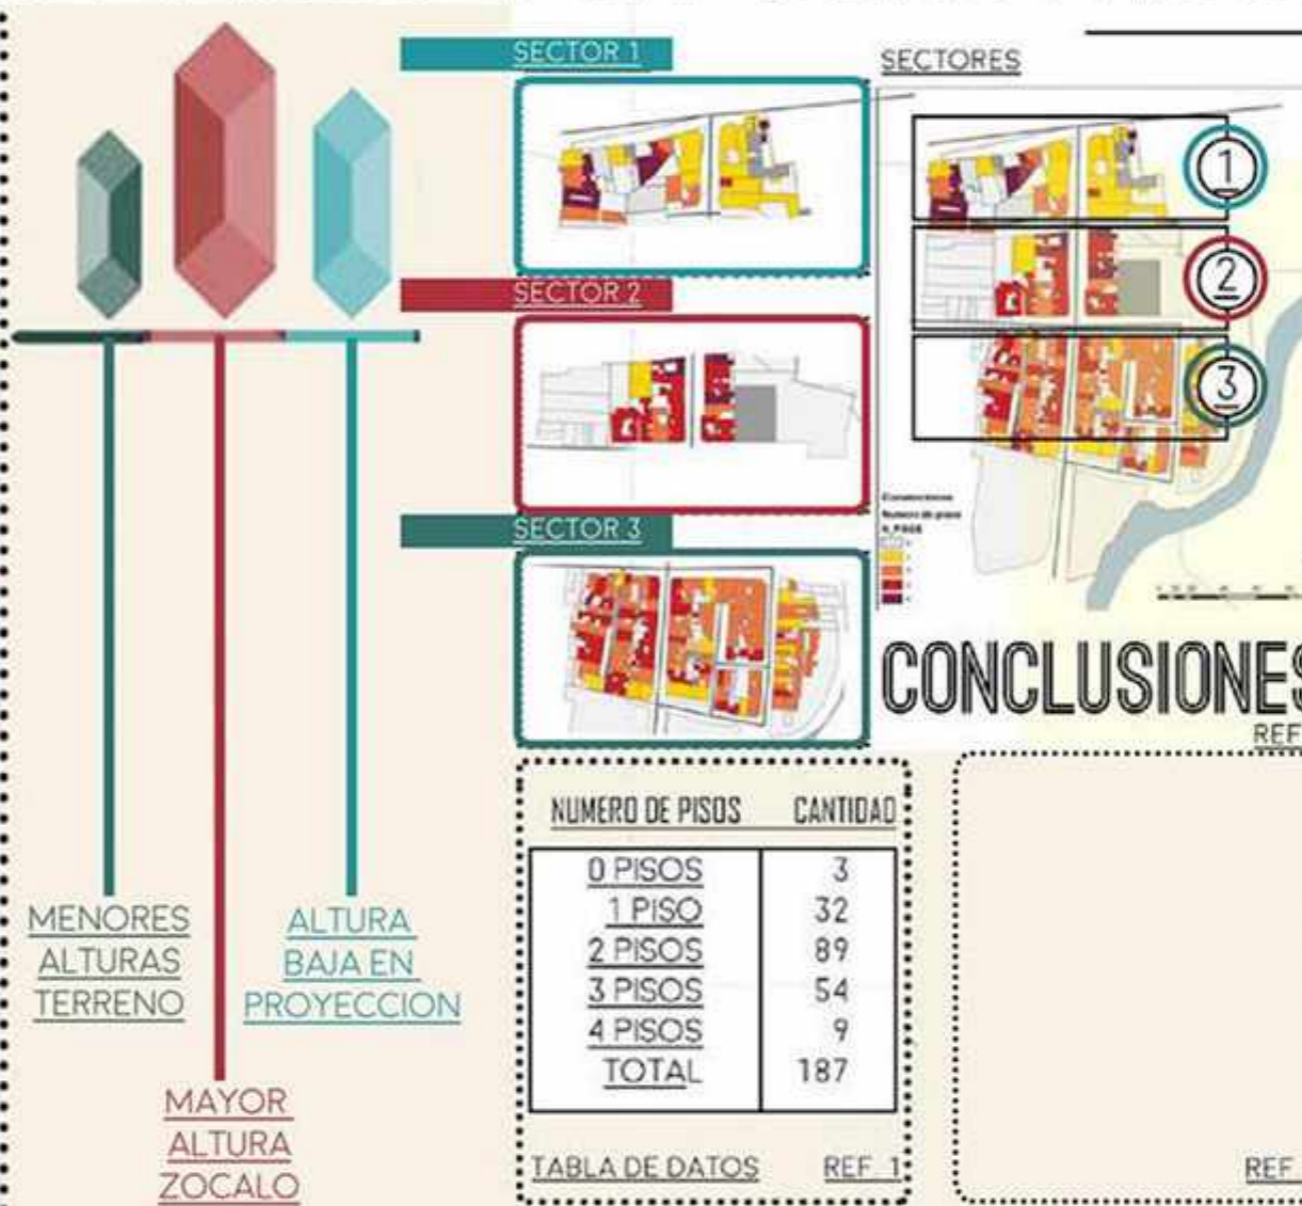 SECTOR 1
SECTOR 2
SECTOR 3
SECTORES
1
2
3
CONCLUSIONES
REF.
MENORES
ALTURAS
TERRENO
MAYOR
ALTURA
ZOCALO
ALTURA
BAJA EN
PROYECCION
NUMERO DE PISOS CANTIDAD
0 PISOS 3
1 PISO 32
2 PISOS 89
3 PISOS 54
4 PISOS 9
TOTAL 187
TABLA DE DATOS REF. 1
REF.